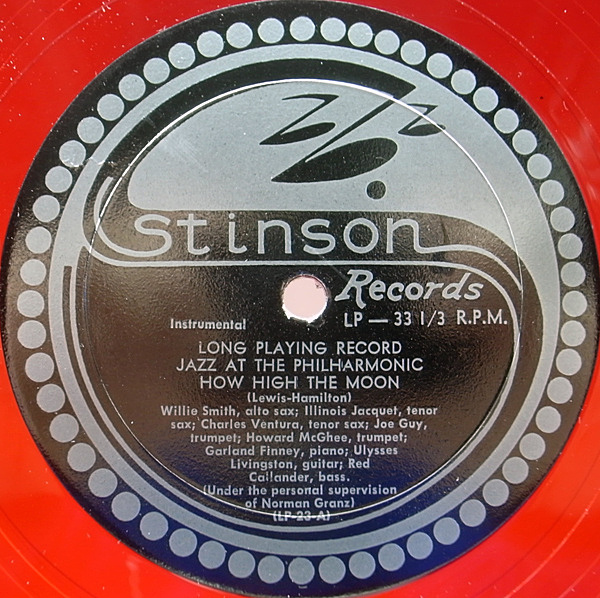 Stinson
Records
LP — 33 1/3 R.P.M.
Instrumental
LONG PLAYING RECORD
JAZZ AT THE PHILHARMONIC
HOW HIGH THE MOON
(Lewis-Hamilton)
Willie Smith, alto sax; Illinois Jacquet, tenor
sax; Charles Ventura, tenor sax; Joe Guy,
trumpet; Howard McGhee, trumpet;
Garland Finney, piano; Ulysses
Livingston, guitar; Red
Callander, bass.
(Under the personal supervision
of Norman Granz)
(LP-23-A)